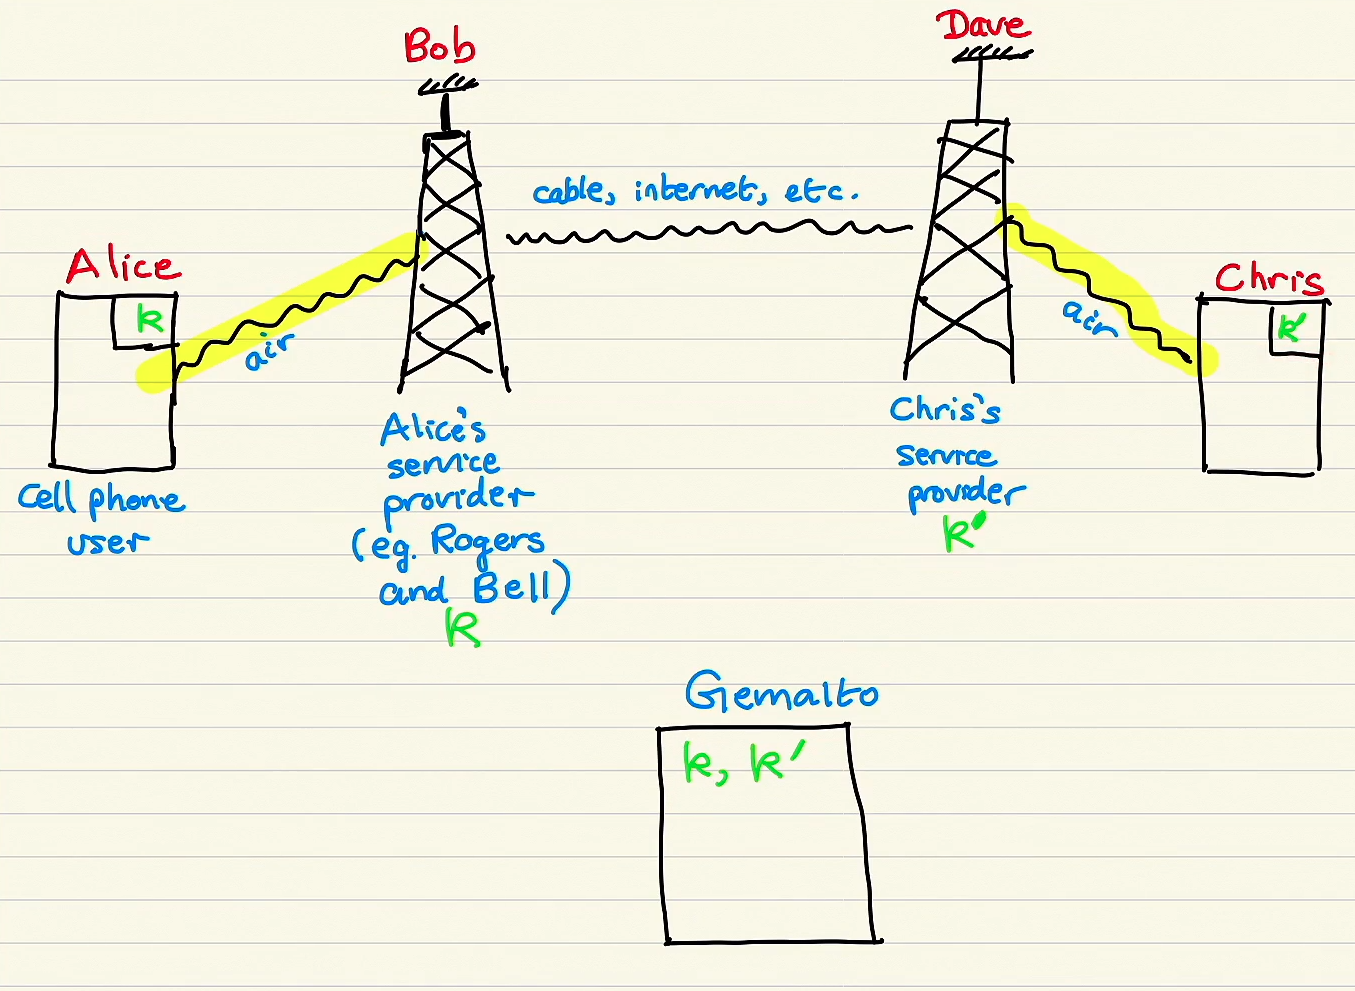 Bob
Dave
cable, internet, etc.
Alice
Chris
k
air
air
k'
Alice's
service
provider
(eg. Rogers
and Bell)
k
Chris's
service
provider
k'
Cell phone
user
Gemalto
k, k'